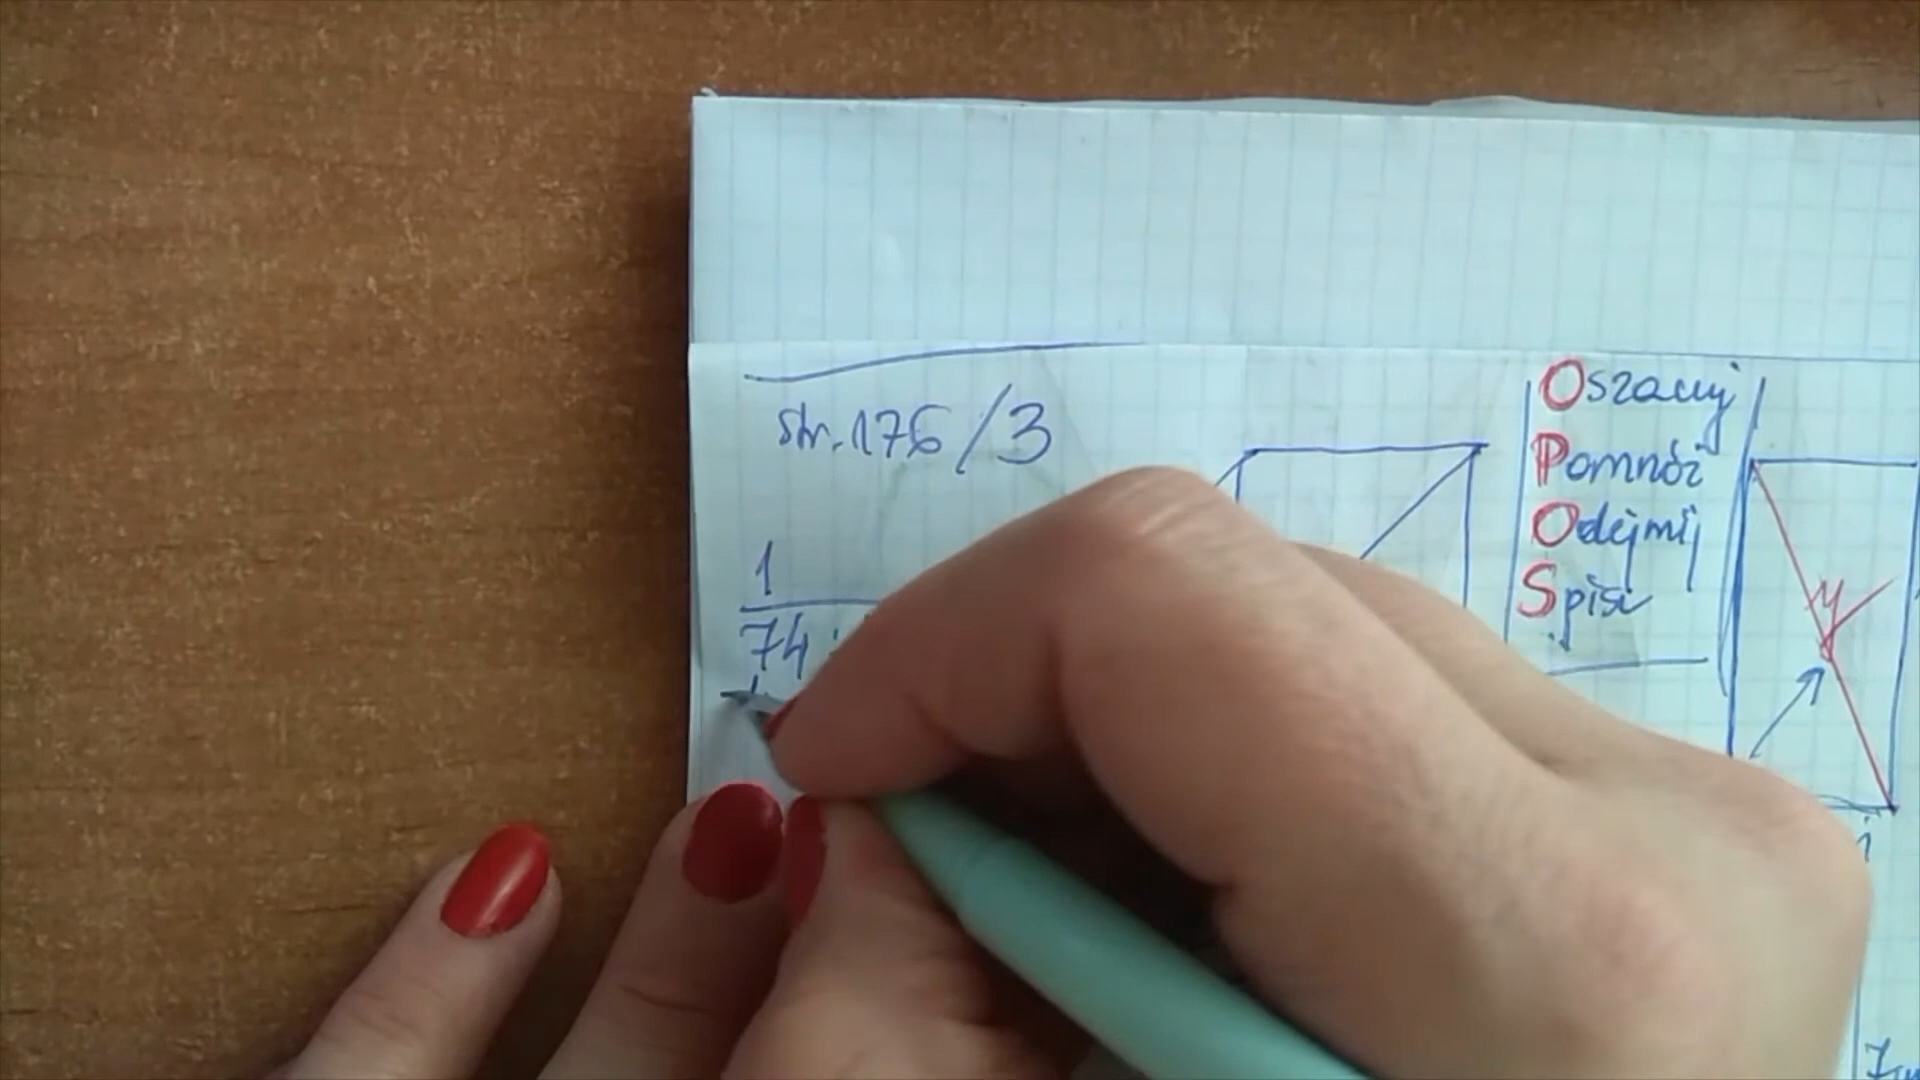 str. 176/3
1
74 :
Oszacuj
Pomnóż
Odejmij
Spisz